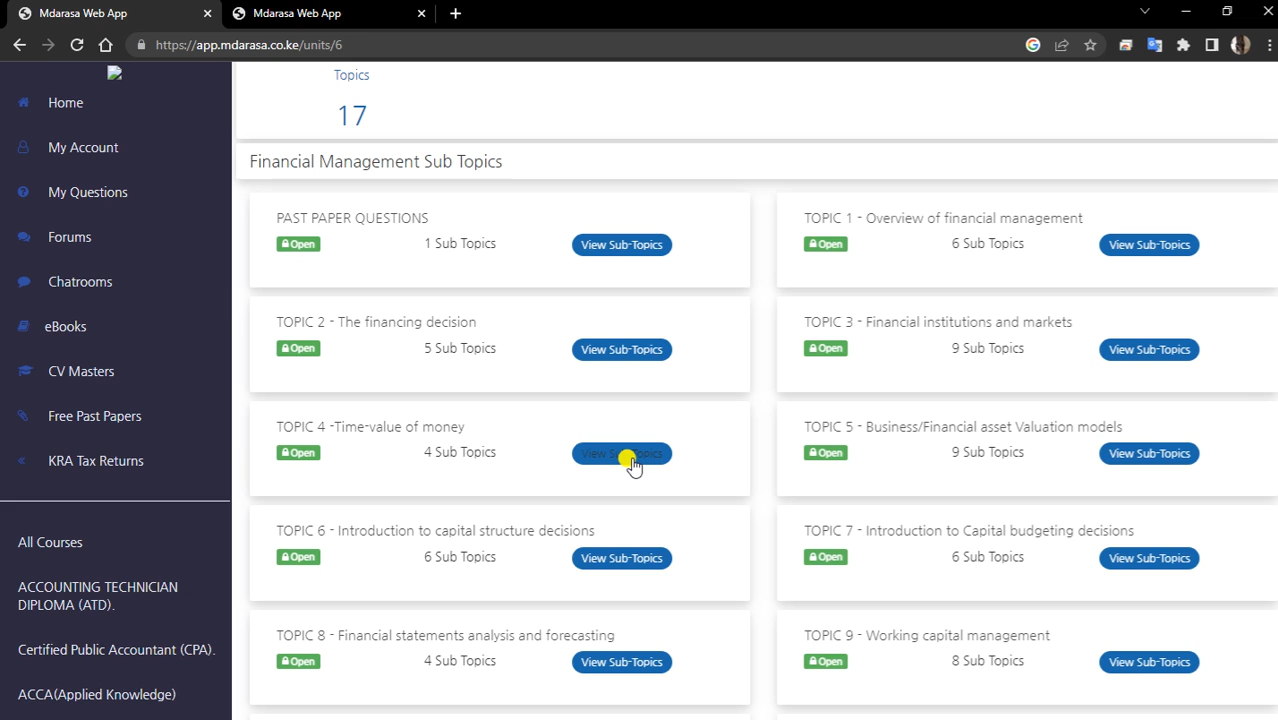 Mdarasa Web App
Mdarasa Web App
https://app.mdarasa.co.ke/units/6
Home
My Account
My Questions
Forums
Chatrooms
eBooks
CV Masters
Free Past Papers
KRA Tax Returns
All Courses
ACCOUNTING TECHNICIAN
DIPLOMA (ATD).
Certified Public Accountant (CPA).
ACCA(Applied Knowledge)
Topics
17
Financial Management Sub Topics
PAST PAPER QUESTIONS
Open 1 Sub Topics View Sub-Topics
TOPIC 1 - Overview of financial management
Open 6 Sub Topics View Sub-Topics
TOPIC 2 - The financing decision
Open 5 Sub Topics View Sub-Topics
TOPIC 3 - Financial institutions and markets
Open 9 Sub Topics View Sub-Topics
TOPIC 4 -Time-value of money
Open 4 Sub Topics View Sub-Topics
TOPIC 5 - Business/Financial asset Valuation models
Open 9 Sub Topics View Sub-Topics
TOPIC 6 - Introduction to capital structure decisions
Open 6 Sub Topics View Sub-Topics
TOPIC 7 - Introduction to Capital budgeting decisions
Open 6 Sub Topics View Sub-Topics
TOPIC 8 - Financial statements analysis and forecasting
Open 4 Sub Topics View Sub-Topics
TOPIC 9 - Working capital management
Open 8 Sub Topics View Sub-Topics